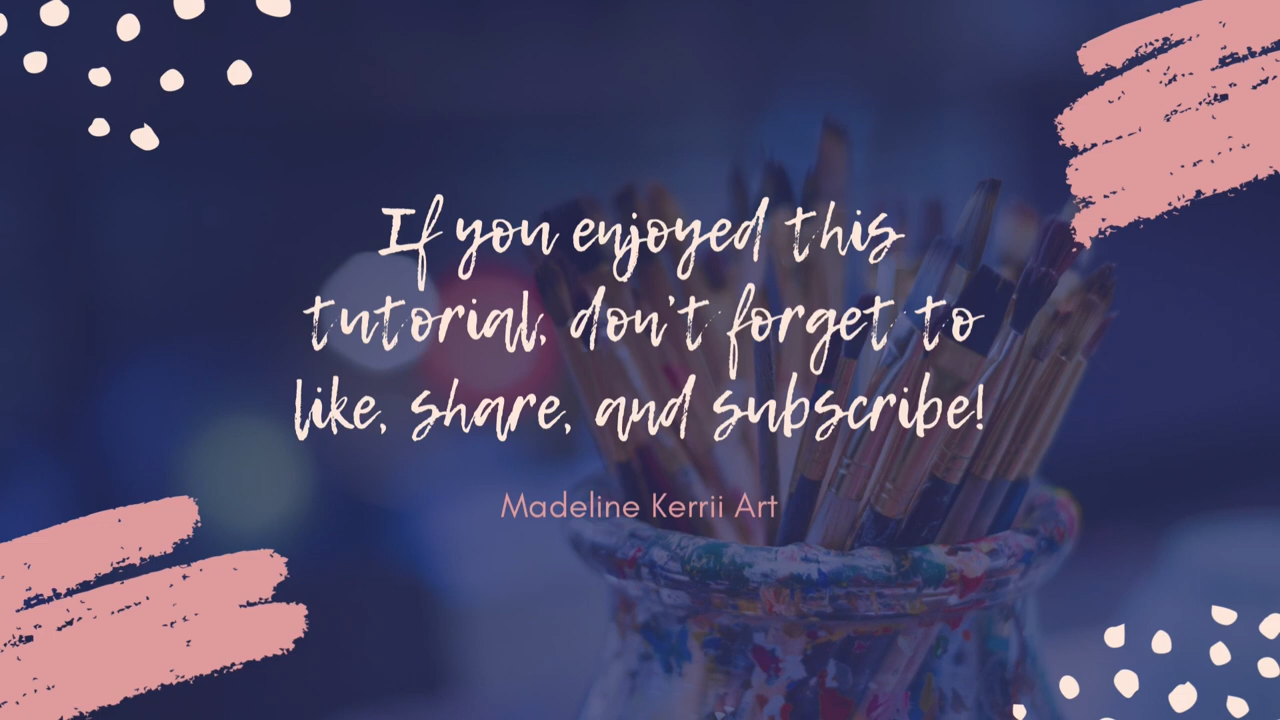 If you enjoyed this
tutorial, don't forget to
like, share, and subscribe!
Madeline Kerrii Art